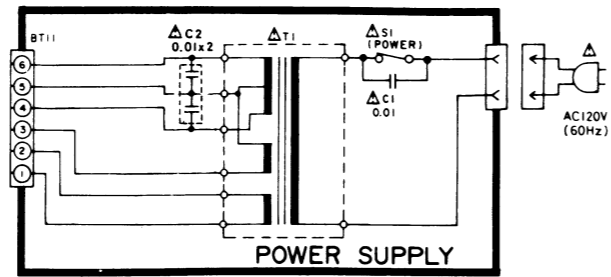 BT11
6
5
4
3
2
1
⚠ C2
0.01x2
⚠ T1
⚠ S1
(POWER)
⚠ C1
0.01
⚠
AC120V
(60Hz)
POWER SUPPLY